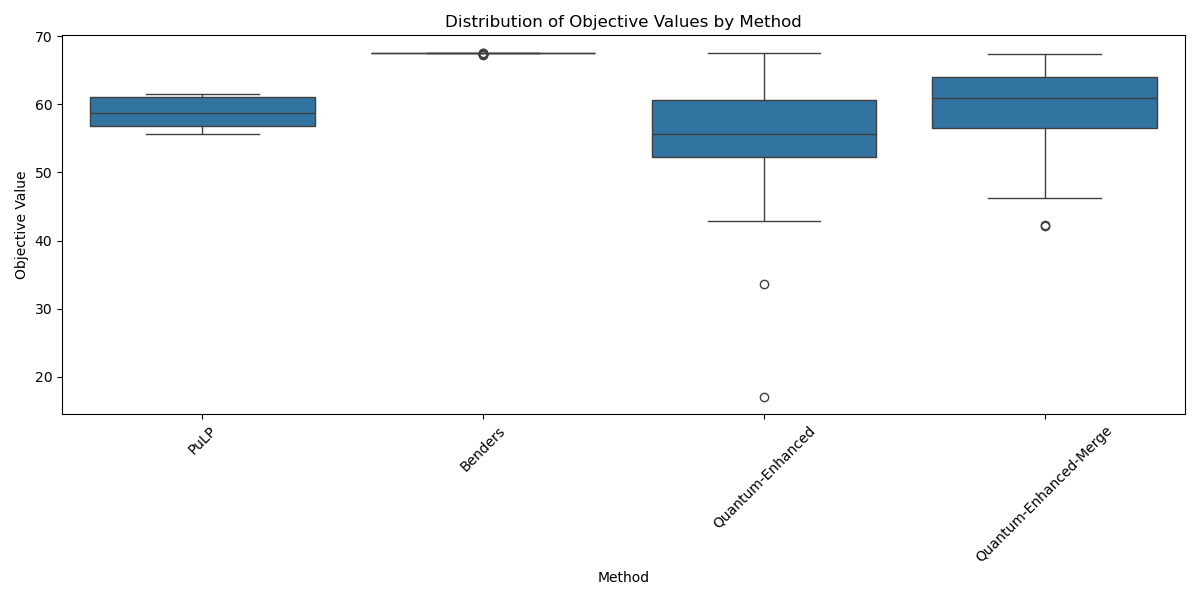 Distribution of Objective Values by Method
Objective Value
70
60
50
40
30
20
PuLP
Benders
Quantum-Enhanced
Quantum-Enhanced-Merge
Method